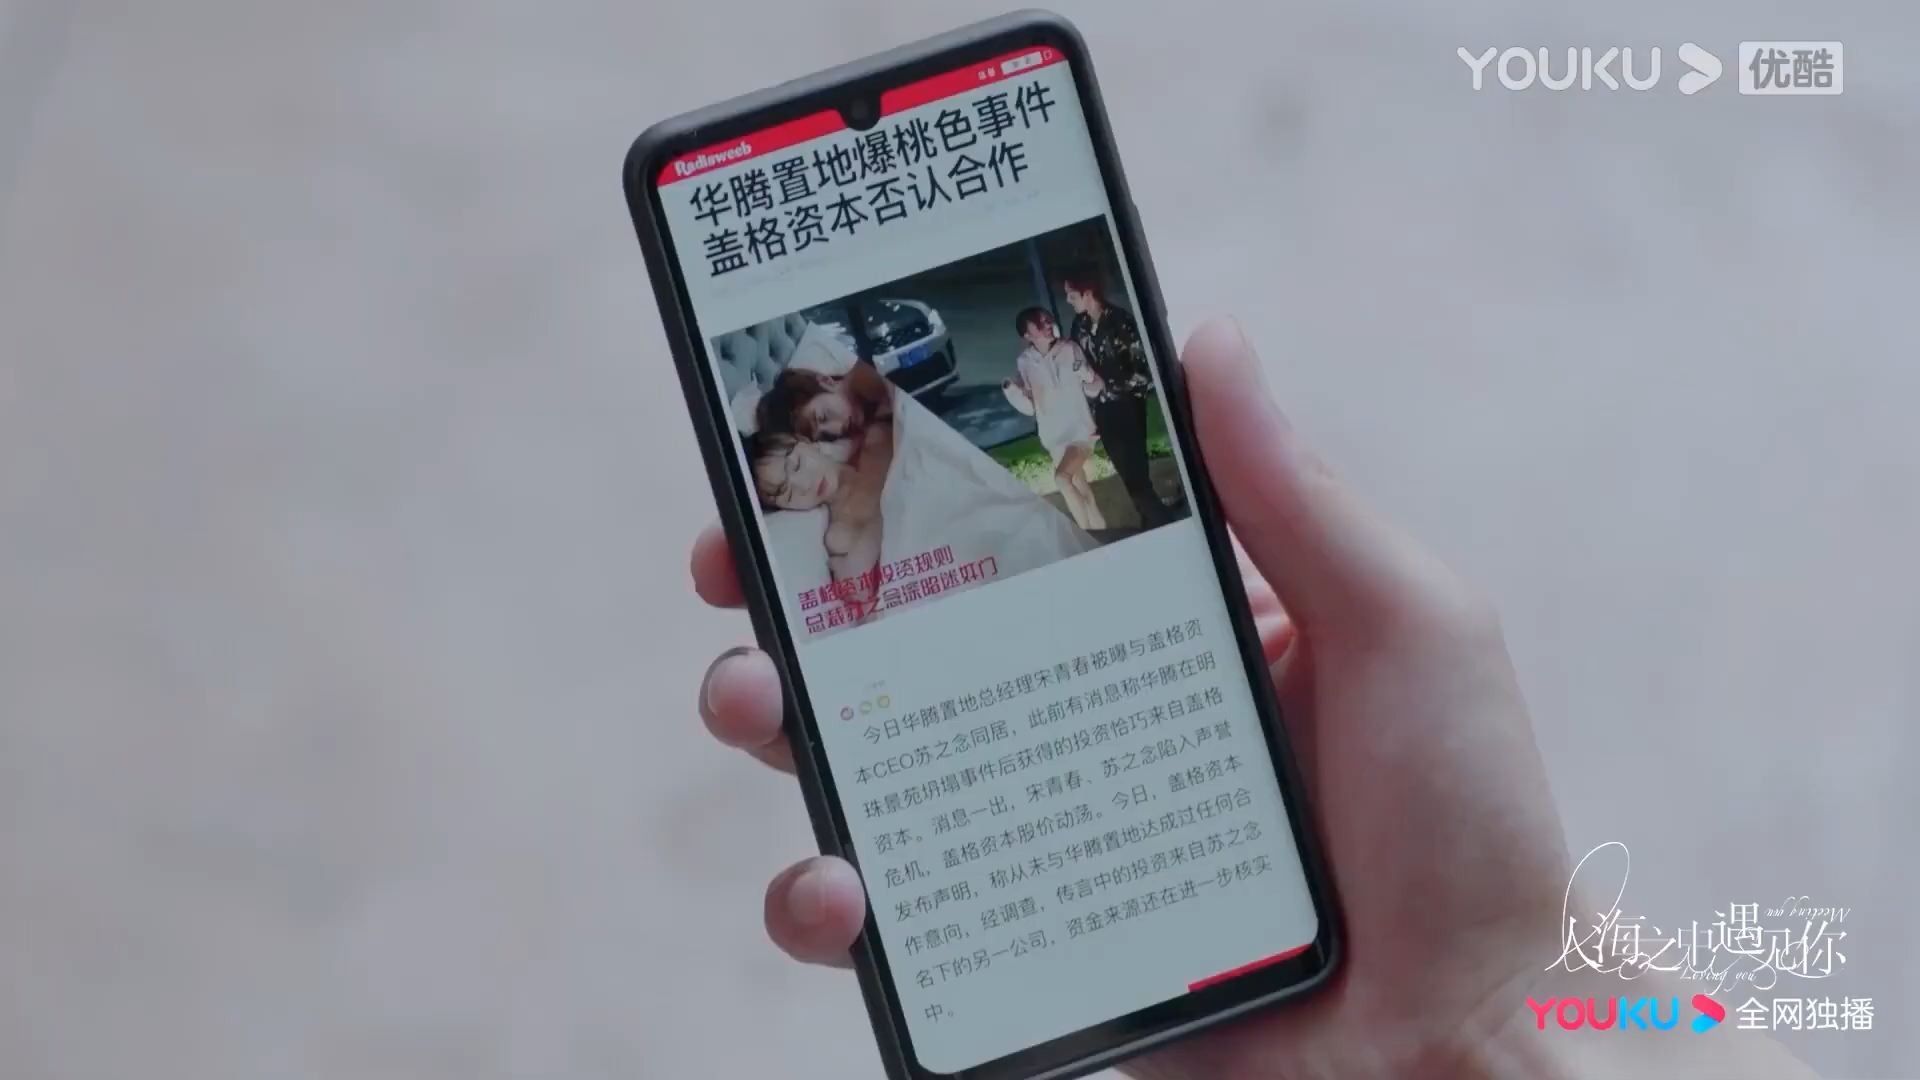 YOUKU 优酷
Radisweeb
华腾置地爆桃色事件
盖格资本否认合作
盖格资本投资规则
总裁苏之念深陷迷奸门
今日华腾置地总经理宋青春被曝与盖格资
本CEO苏之念同居，此前有消息称华腾在明
珠景苑坍塌事件后获得的投资恰巧来自盖格
资本。消息一出，宋青春、苏之念陷入声誉
危机，盖格资本股价动荡。今日，盖格资本
发布声明，称从未与华腾置地达成过任何合
作意向，经调查，传言中的投资来自苏之念
名下的另一公司，资金来源还在进一步核实
中。
人海之中遇见你
Meeting you
Loving you
YOUKU 全网独播